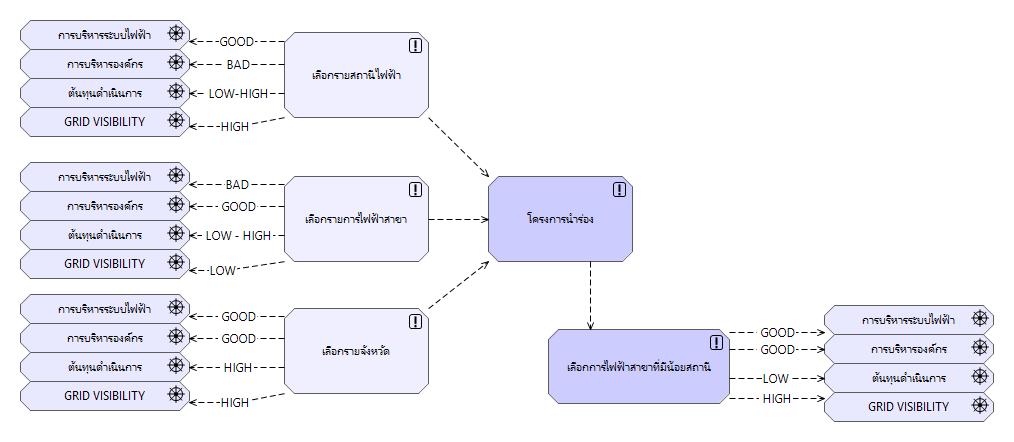 การบริหารระบบไฟฟ้า
GOOD
การบริหารองค์กร
BAD
ต้นทุนดำเนินการ
LOW-HIGH
GRID VISIBILITY
HIGH
เลือกรายสถานีไฟฟ้า
การบริหารระบบไฟฟ้า
BAD
การบริหารองค์กร
GOOD
ต้นทุนดำเนินการ
LOW - HIGH
GRID VISIBILITY
LOW
เลือกรายการไฟฟ้าสาขา
โครงการนำร่อง
การบริหารระบบไฟฟ้า
GOOD
การบริหารองค์กร
GOOD
ต้นทุนดำเนินการ
HIGH
GRID VISIBILITY
HIGH
เลือกรายจังหวัด
เลือกการไฟฟ้าสาขาที่มีน้อยสถานี
GOOD
การบริหารระบบไฟฟ้า
GOOD
การบริหารองค์กร
LOW
ต้นทุนดำเนินการ
HIGH
GRID VISIBILITY